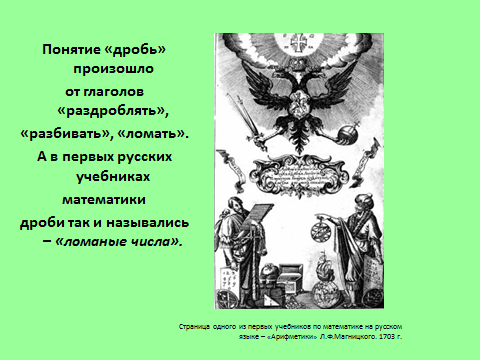 Понятие «дробь»
произошло
от глаголов
«раздроблять»,
«разбивать», «ломать».
А в первых русских
учебниках
математики
дроби так и назывались
– «ломаные числа».
Страница одного из первых учебников по математике на русском
языке – «Арифметики» Л.Ф.Магницкого. 1703 г.